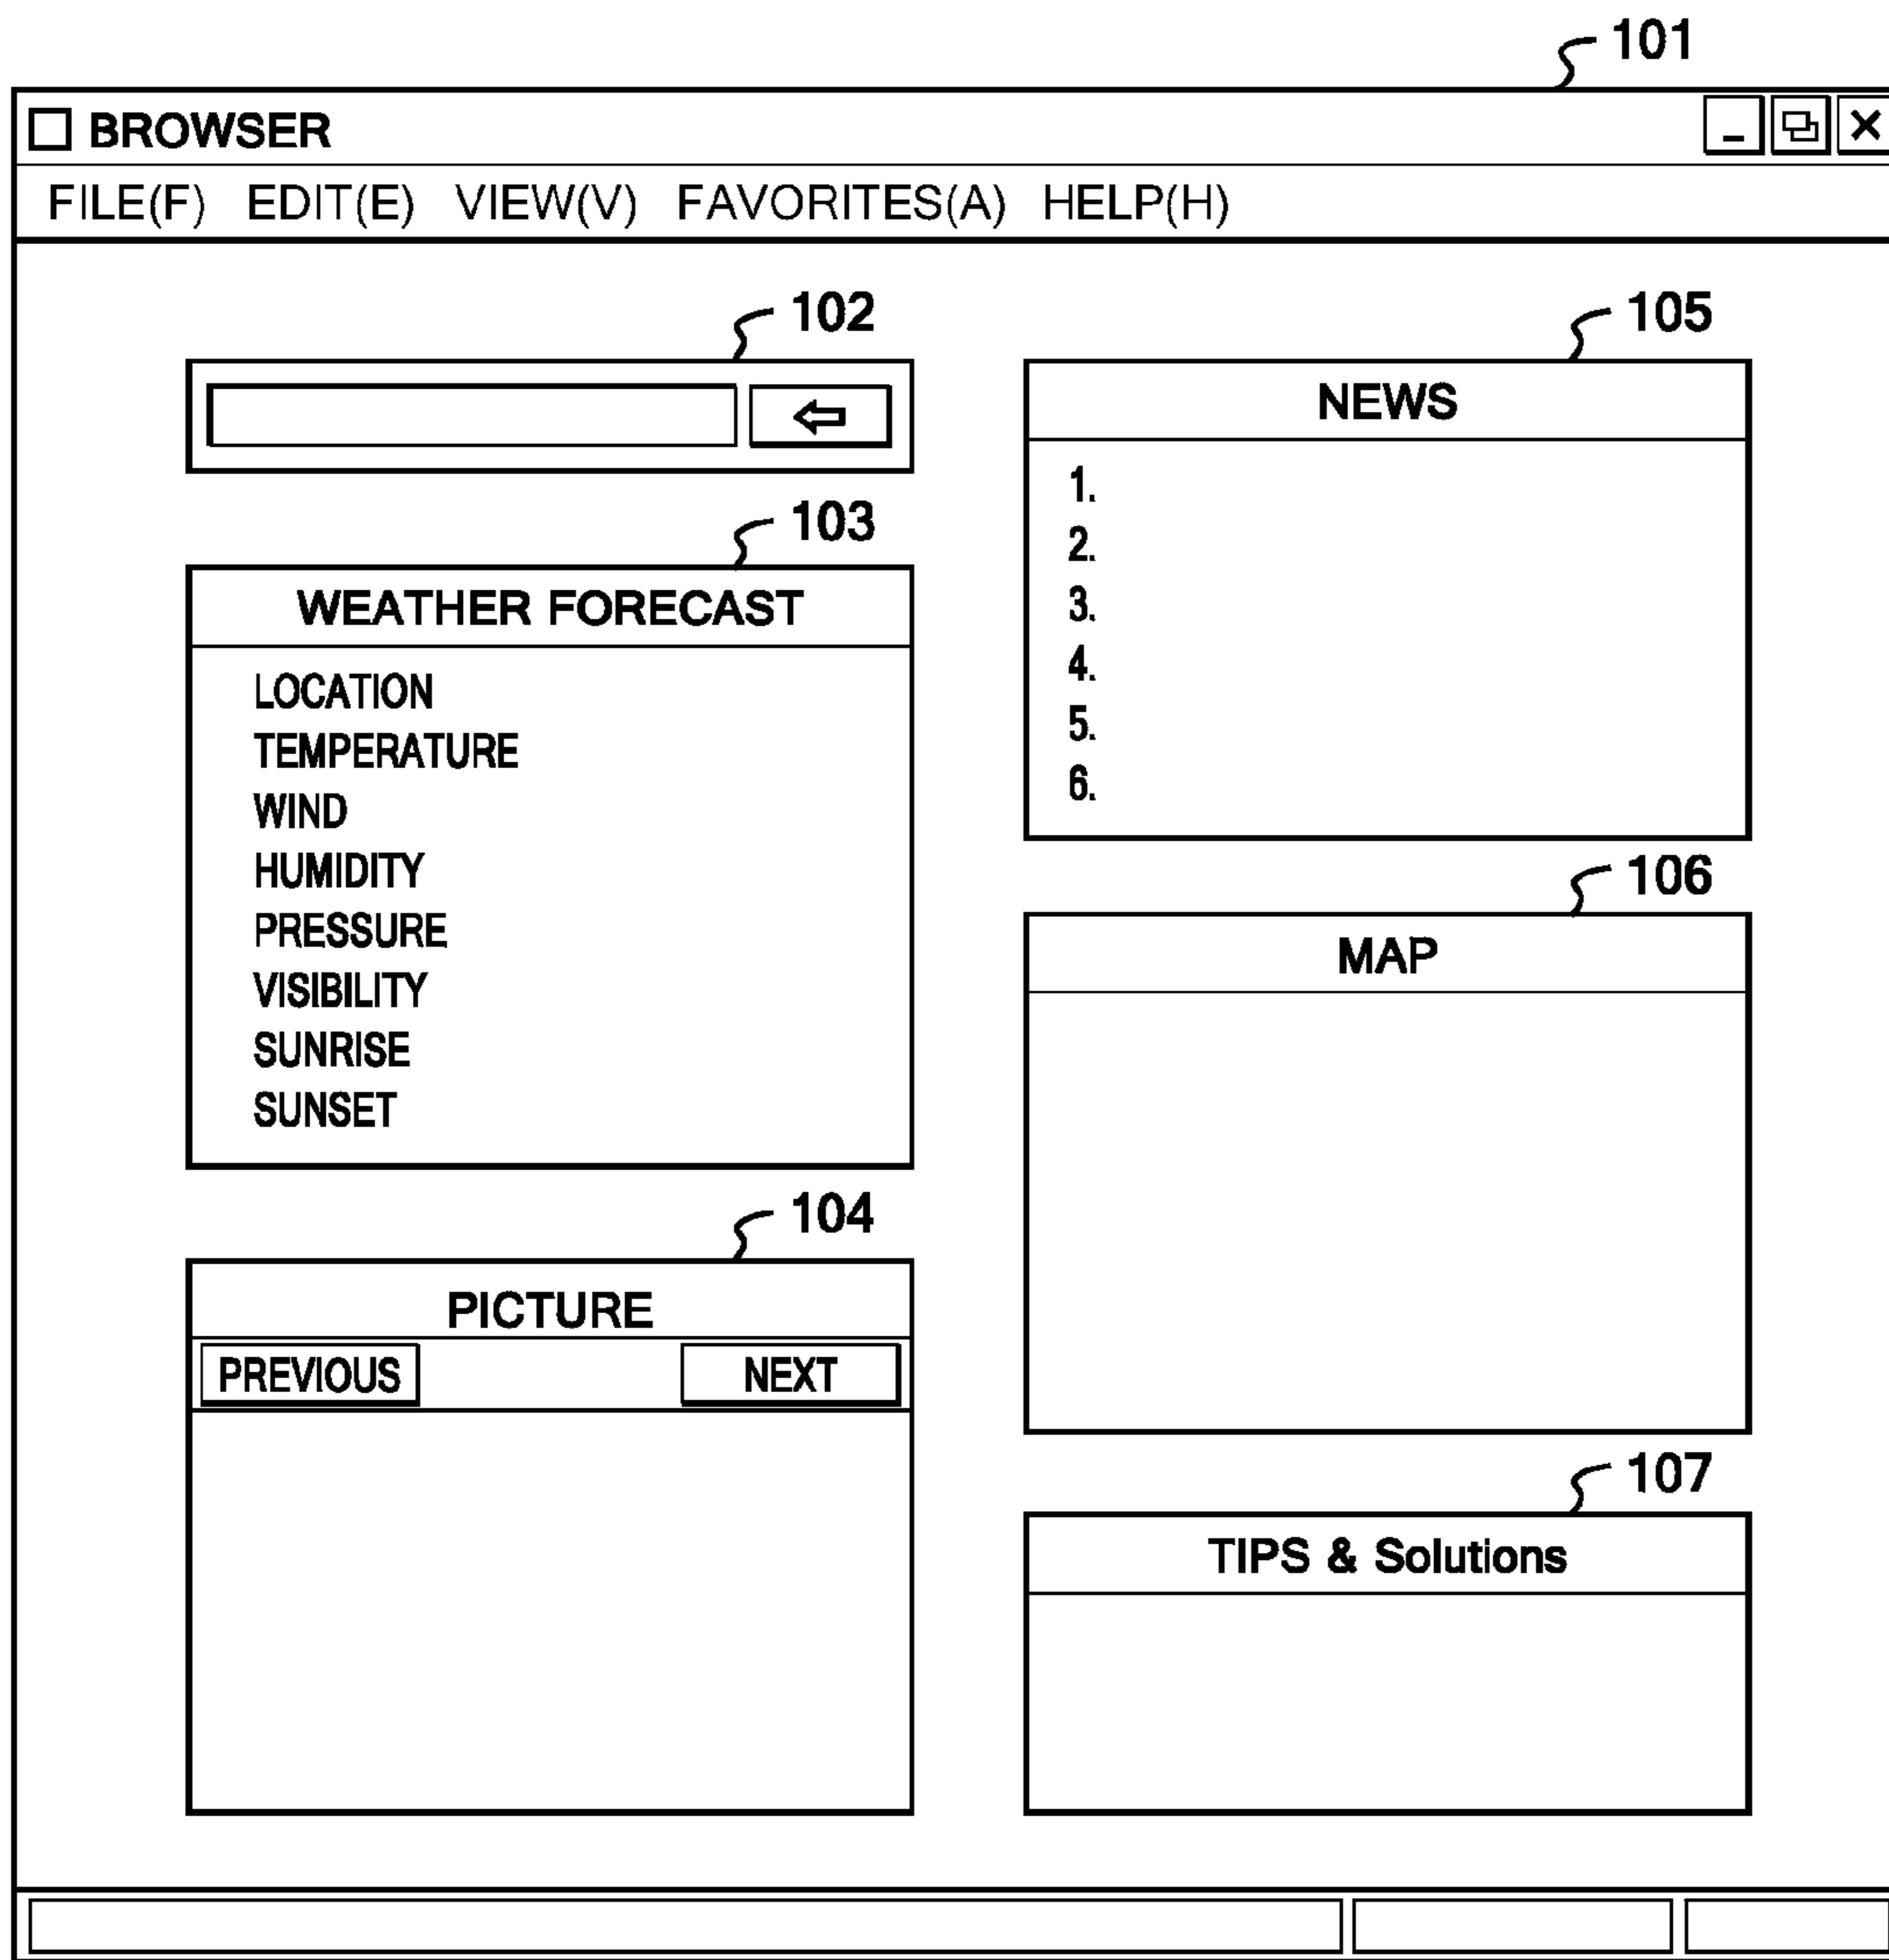 101
BROWSER
FILE(F) EDIT(E) VIEW(V) FAVORITES(A) HELP(H)
102
103
WEATHER FORECAST
LOCATION
TEMPERATURE
WIND
HUMIDITY
PRESSURE
VISIBILITY
SUNRISE
SUNSET
104
PICTURE
PREVIOUS NEXT
105
NEWS
1.
2.
3.
4.
5.
6.
106
MAP
107
TIPS & Solutions